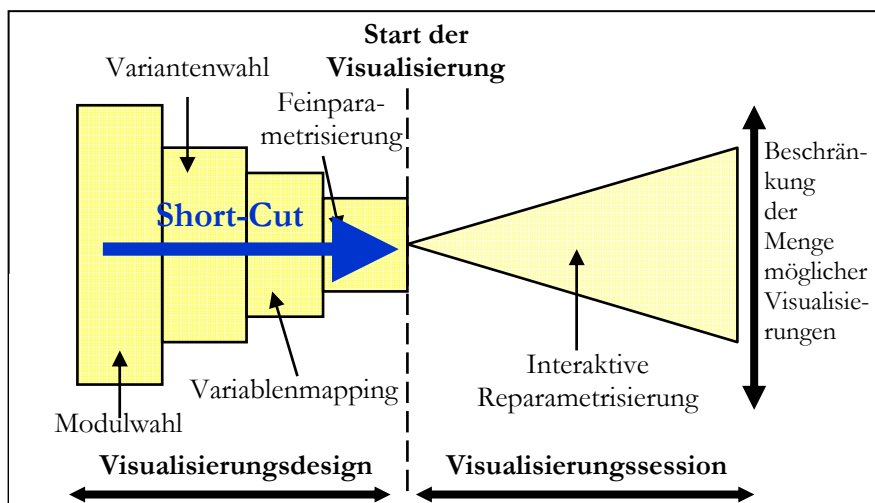 Start der
Visualisierung
Variantenwahl
Feinpara-
metrisierung
Short-Cut
Beschrän-
kung
der
Menge
möglicher
Visualisie-
rungen
Interaktive
Reparametrisierung
Variablenmapping
Modulwahl
Visualisierungsdesign
Visualisierungssession